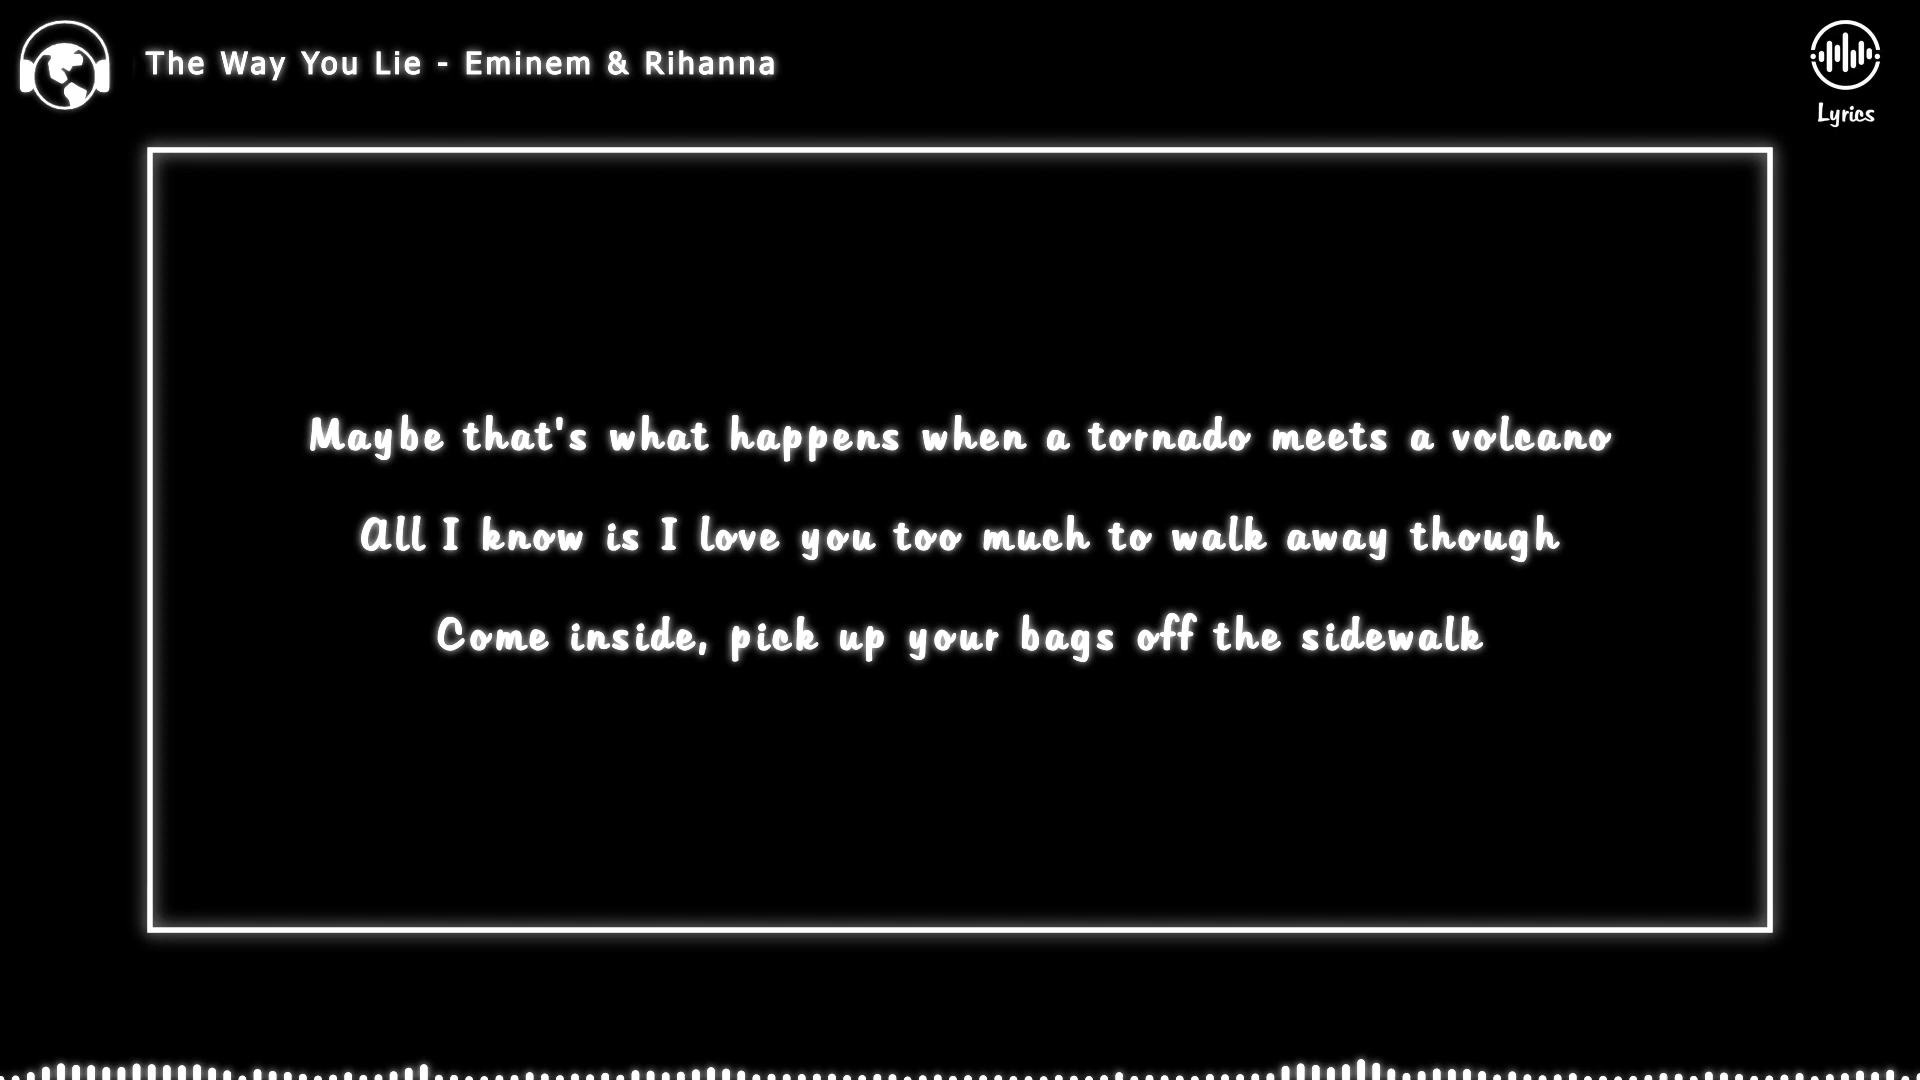 The Way You Lie - Eminem & Rihanna
Lyrics
Maybe that's what happens when a tornado meets a volcano
All I know is I love you too much to walk away though
Come inside, pick up your bags off the sidewalk